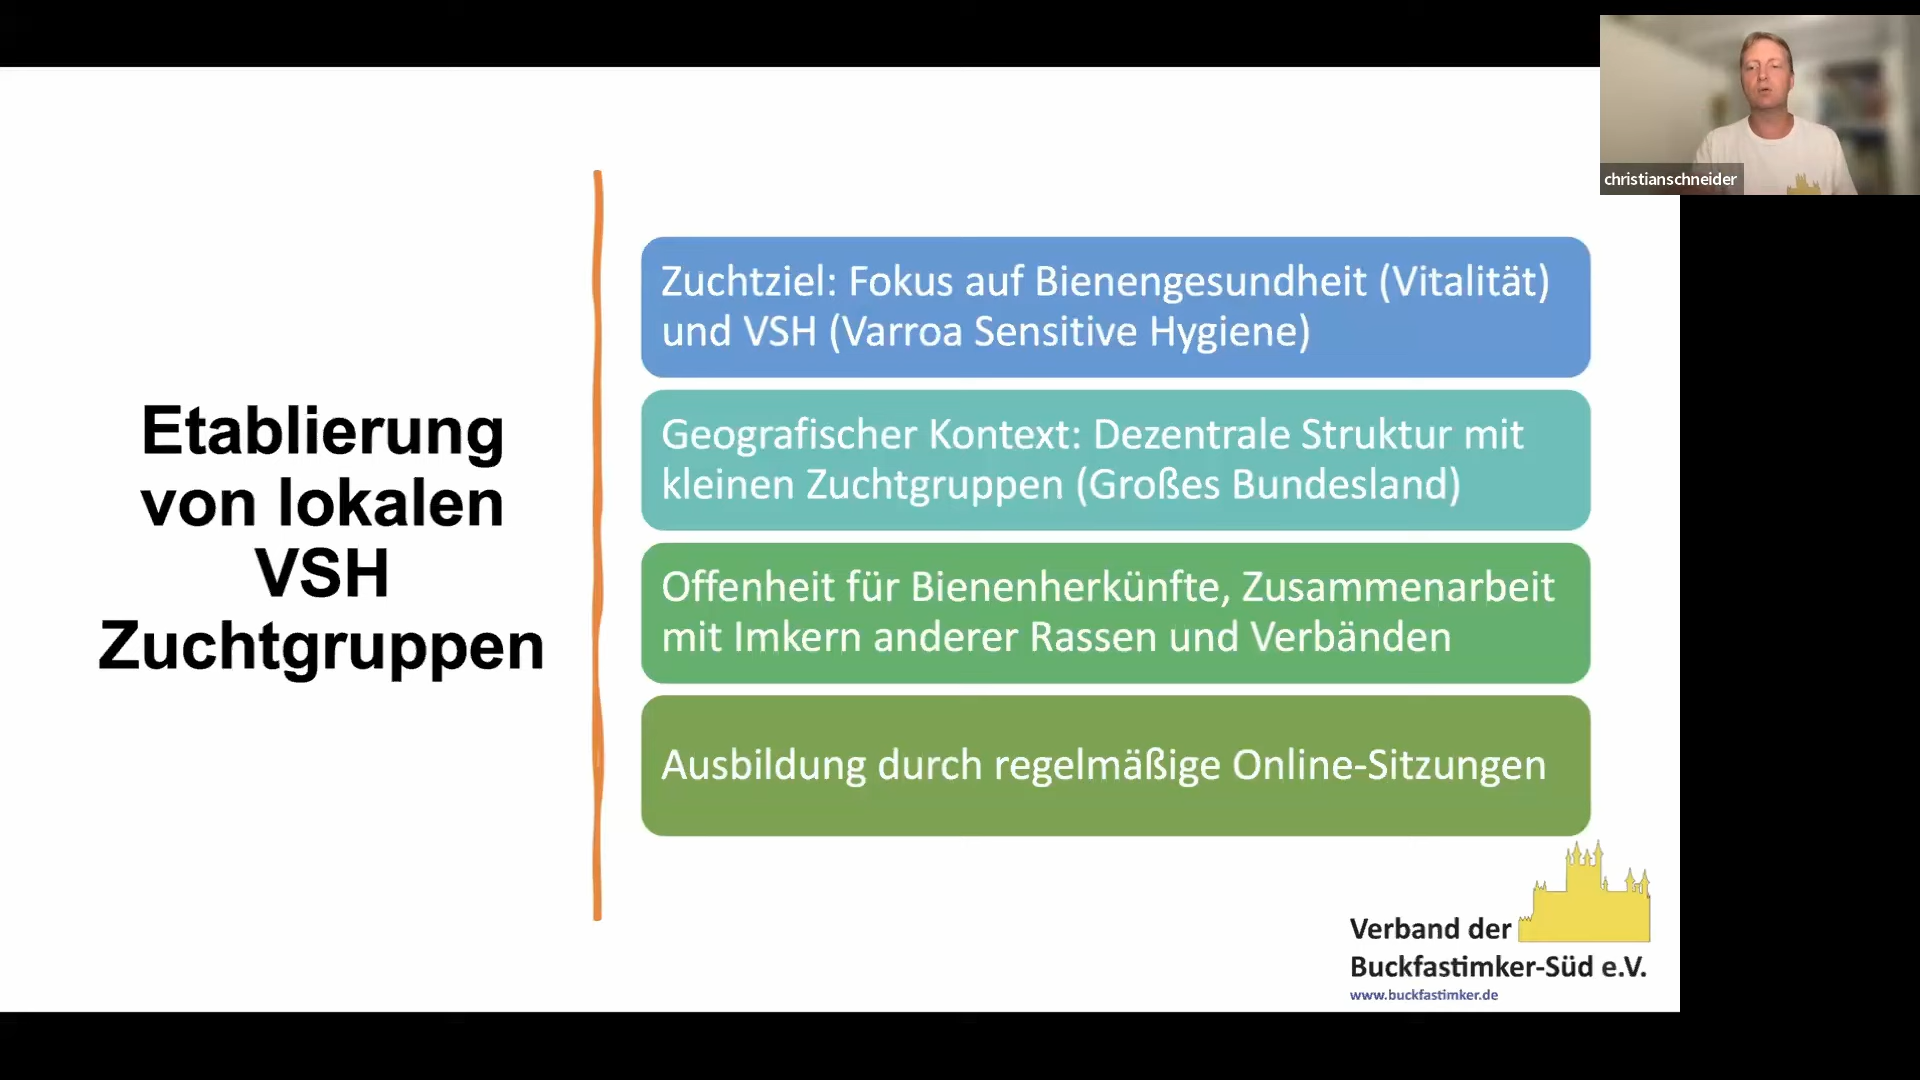 christianschneider
Etablierung
von lokalen
VSH
Zuchtgruppen
Zuchtziel: Fokus auf Bienengesundheit (Vitalität)
und VSH (Varroa Sensitive Hygiene)
Geografischer Kontext: Dezentrale Struktur mit
kleinen Zuchtgruppen (Großes Bundesland)
Offenheit für Bienenherkünfte, Zusammenarbeit
mit Imkern anderer Rassen und Verbänden
Ausbildung durch regelmäßige Online-Sitzungen
Verband der
Buckfastimker-Süd e.V.
www.buckfastimker.de